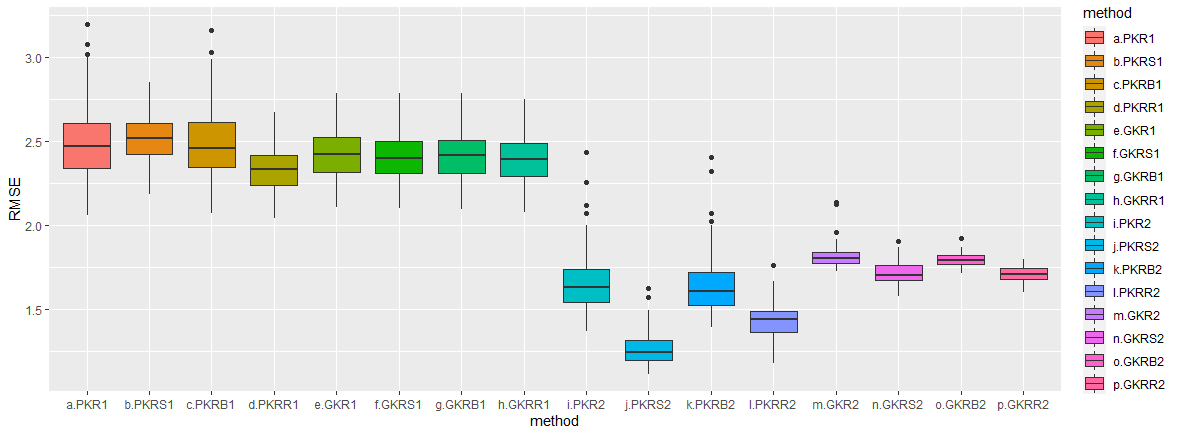 method
a.PKR1
b.PKRS1
c.PKRB1
d.PKRR1
e.GKR1
f.GKRS1
g.GKRB1
h.GKRR1
i.PKR2
j.PKRS2
k.PKRB2
l.PKRR2
m.GKR2
n.GKRS2
o.GKRB2
p.GKRR2
RMSE
3.0
2.5
2.0
1.5
a.PKR1 b.PKRS1 c.PKRB1 d.PKRR1 e.GKR1 f.GKRS1 g.GKRB1 h.GKRR1 i.PKR2 j.PKRS2 k.PKRB2 l.PKRR2 m.GKR2 n.GKRS2 o.GKRB2 p.GKRR2
method